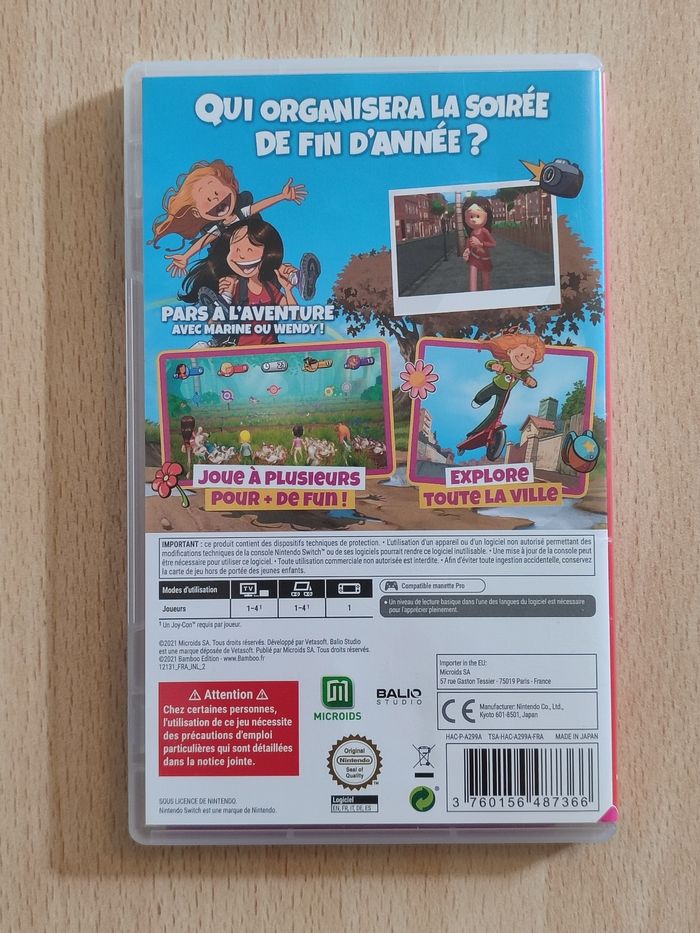 QUI ORGANISERA LA SOIRÉE
DE FIN D'ANNÉE ?
PARS À L'AVENTURE
AVEC MARINE OU WENDY !
JOUE À PLUSIEURS
POUR + DE FUN !
EXPLORE
TOUTE LA VILLE
IMPORTANT : ce produit contient des dispositifs techniques de protection. • L'utilisation d'un appareil ou d'un logiciel non autorisé permettant des
modifications techniques de la console Nintendo Switch™ ou de ses logiciels pourrait rendre ce logiciel inutilisable. • Une mise à jour de la console peut
être nécessaire pour utiliser ce logiciel. • Toute utilisation commerciale non autorisée est interdite. • Afin d'éviter toute ingestion accidentelle, conservez
la carte de jeu hors de portée des jeunes enfants.
Modes d'utilisation TV
Joueurs 1-4¹ 1-4¹ 1
Compatible manette Pro
• Un niveau de lecture basique dans l'une des langues du logiciel est nécessaire
pour l'apprécier pleinement.
¹ Un Joy-Con™ requis par joueur.
©2021 Microids SA. Tous droits réservés. Développé par Vetasoft. Balio Studio
est une marque déposée de Vetasoft. Publié par Microids SA. Tous droits réservés.
©2021 Bamboo Édition - www.Bamboo.fr
12131_FRA_INL_2
Importer in the EU:
Microids SA
57 rue Gaston Tessier - 75019 Paris - France
CE
Manufacturer: Nintendo Co., Ltd.,
Kyoto 601-8501, Japan
HAC-P-A299A TSA-HAC-A299A-FRA MADE IN JAPAN
Attention
Chez certaines personnes,
l'utilisation de ce jeu nécessite
des précautions d'emploi
particulières qui sont détaillées
dans la notice jointe.
MICROIDS
BALIO
STUDIO
Original
Nintendo
Seal of
Quality
Logiciel
EN, FR, IT, DE, ES
SOUS LICENCE DE NINTENDO.
Nintendo Switch est une marque de Nintendo.
3 760156 487366